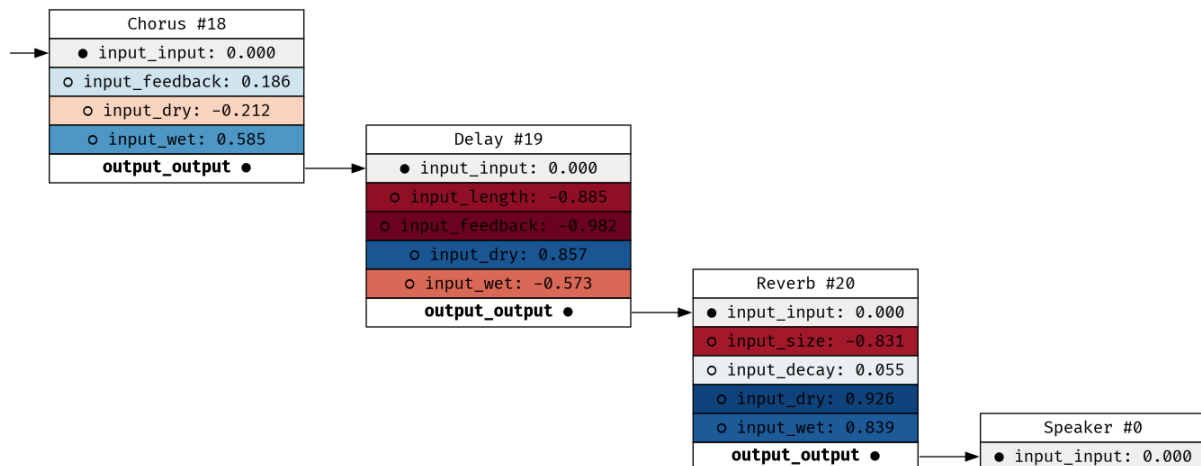 Chorus #18
input_input: 0.000
input_feedback: 0.186
input_dry: -0.212
input_wet: 0.585
output_output
Delay #19
input_input: 0.000
input_length: -0.885
input_feedback: -0.982
input_dry: 0.857
input_wet: -0.573
output_output
Reverb #20
input_input: 0.000
input_size: -0.831
input_decay: 0.055
input_dry: 0.926
input_wet: 0.839
output_output
Speaker #0
input_input: 0.000